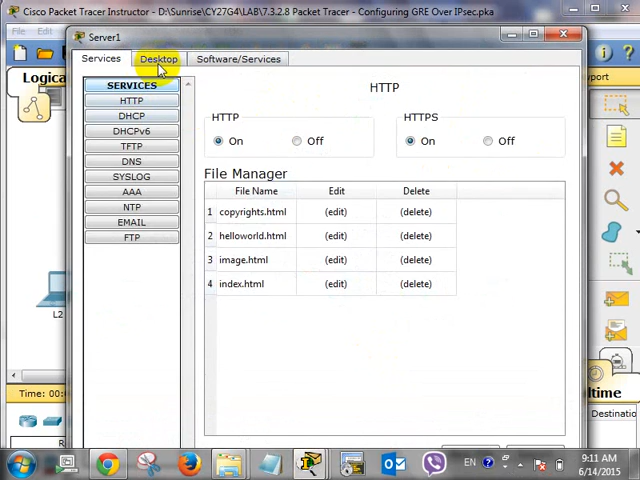 Cisco Packet Tracer Instructor - D:\Sunrise\CY27G4\LAB\7.3.2.8 Packet Tracer - Configuring GRE Over IPsec.pka
File Edit
Server1
Services Desktop Software/Services
Logica
SERVICES
HTTP
DHCP
DHCPv6
TFTP
DNS
SYSLOG
AAA
NTP
EMAIL
FTP
HTTP
HTTP
On Off
HTTPS
On Off
File Manager
File Name Edit Delete
1 copyrights.html (edit) (delete)
2 helloworld.html (edit) (delete)
3 image.html (edit) (delete)
4 index.html (edit) (delete)
L2
port
Time: 00:
ltime
Destinatio
EN
9:11 AM
6/14/2015